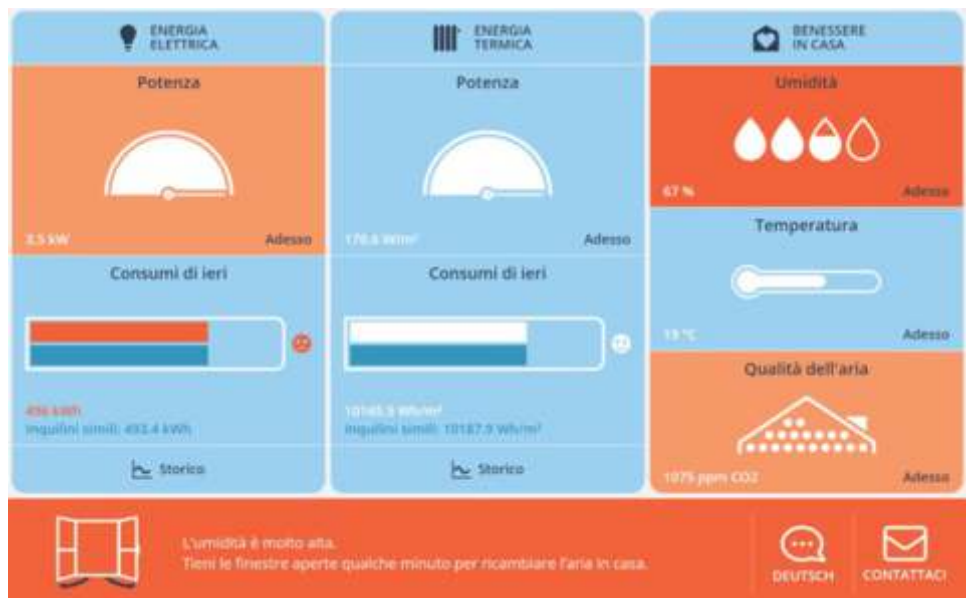 ENERGIA
ELETTRICA
Potenza
3,5 kW
Adesso
Consumi di ieri
496 kWh
Inquilini simili: 493.4 kWh
Storico
ENERGIA
TERMICA
Potenza
Adesso
Consumi di ieri
Inquilini simili: 10187.9 Wh/m²
Storico
BENESSERE
IN CASA
Umidità
67 %
Adesso
Temperatura
19 °C
Adesso
Qualità dell'aria
1075 ppm CO2
Adesso
L'umidità è molto alta.
Tieni le finestre aperte qualche minuto per ricambiare l'aria in casa.
DEUTSCH
CONTATTACI